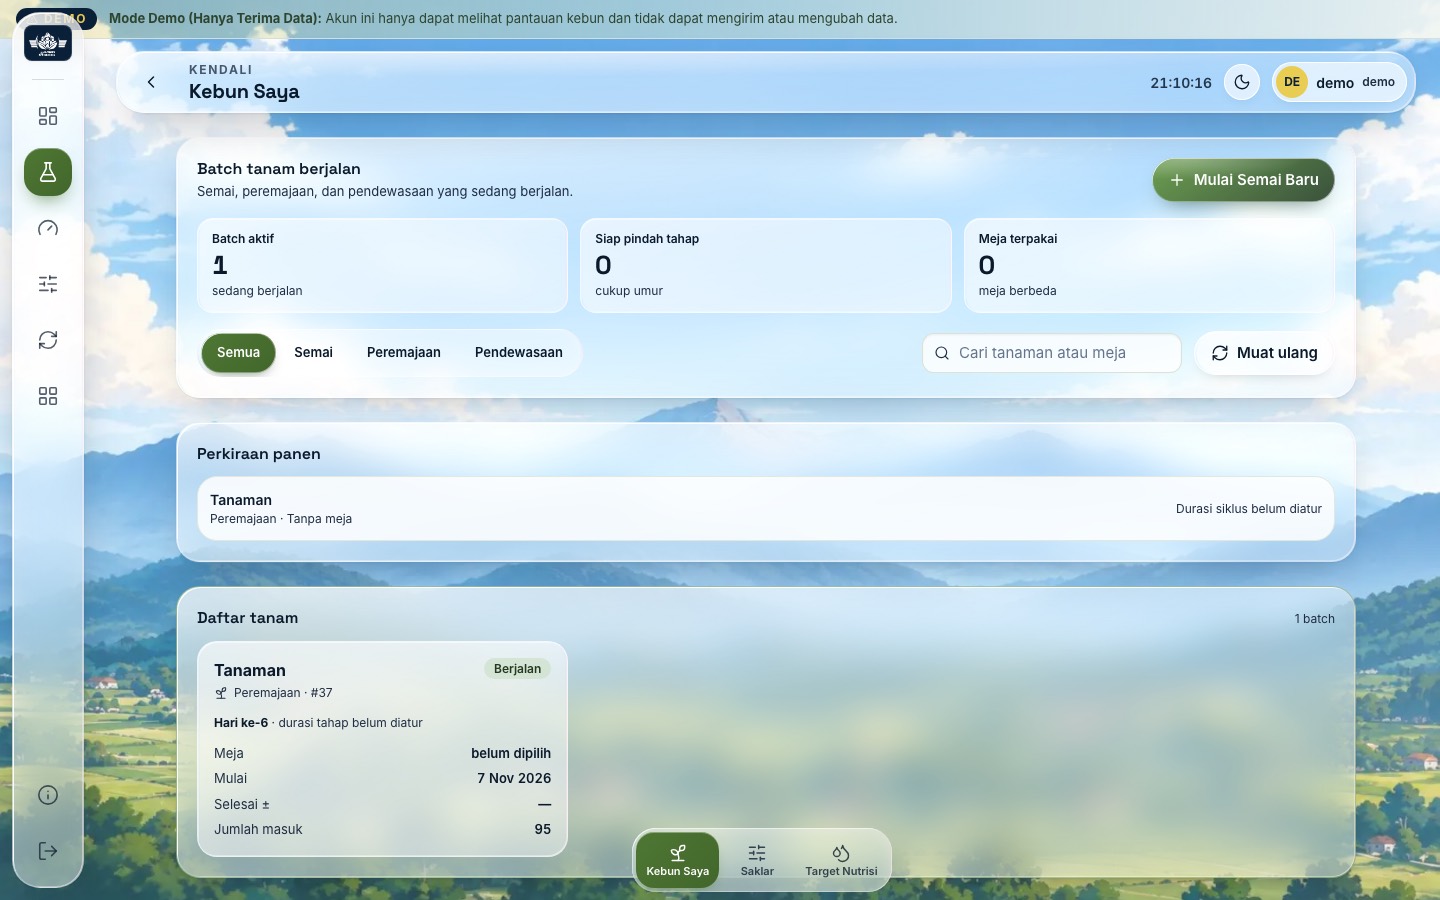 DEMO
Mode Demo (Hanya Terima Data): Akun ini hanya dapat melihat pantauan kebun dan tidak dapat mengirim atau mengubah data.
KENDALI
Kebun Saya
21:10:16
DE
demo
demo
Batch tanam berjalan
Semai, peremajaan, dan pendewasaan yang sedang berjalan.
Mulai Semai Baru
Batch aktif
1
sedang berjalan
Siap pindah tahap
0
cukup umur
Meja terpakai
0
meja berbeda
Semua
Semai
Peremajaan
Pendewasaan
Cari tanaman atau meja
Muat ulang
Perkiraan panen
Tanaman
Peremajaan · Tanpa meja
Durasi siklus belum diatur
Daftar tanam
1 batch
Tanaman
Berjalan
Peremajaan · #37
Hari ke-6 · durasi tahap belum diatur
Meja
belum dipilih
Mulai
7 Nov 2026
Selesai ±
—
Jumlah masuk
95
Kebun Saya
Saklar
Target Nutrisi